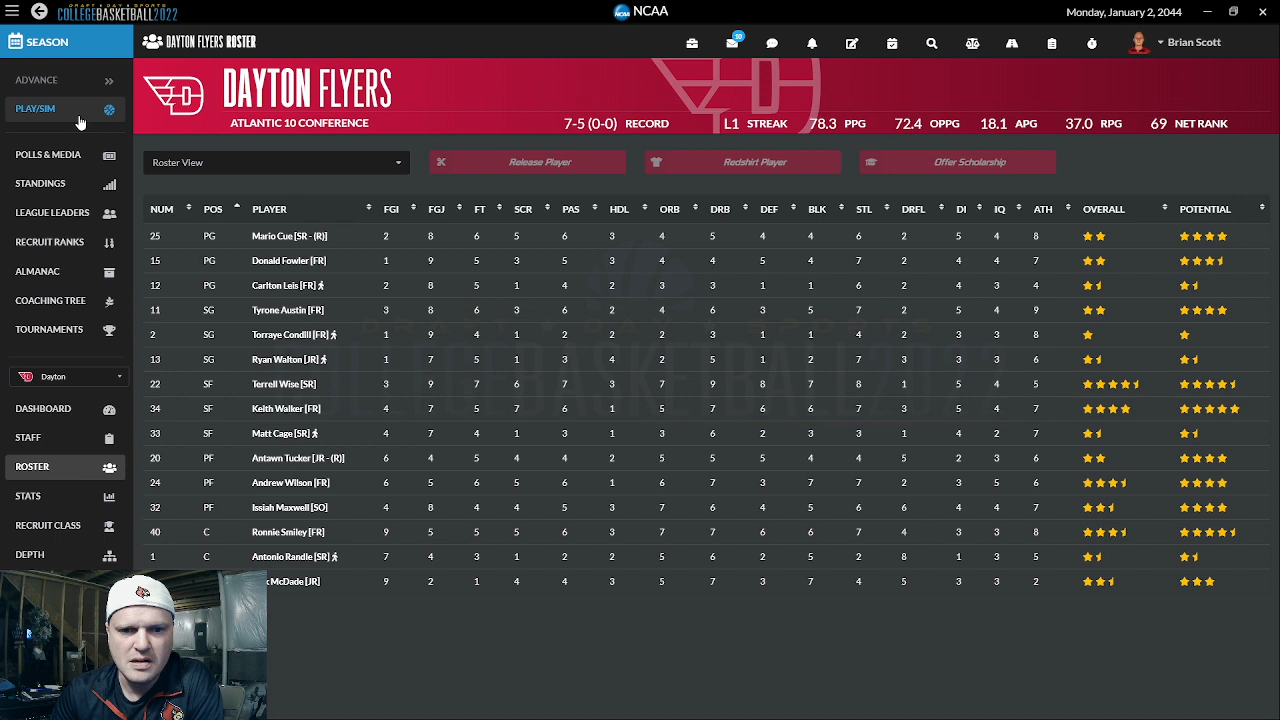 DRAFT • DAY • SPORTS
COLLEGE BASKETBALL 2022
NCAA
Monday, January 2, 2044
SEASON
DAYTON FLYERS ROSTER
10
Brian Scott
ADVANCE
PLAY/SIM
POLLS & MEDIA
STANDINGS
LEAGUE LEADERS
RECRUIT RANKS
ALMANAC
COACHING TREE
TOURNAMENTS
Dayton
DASHBOARD
STAFF
ROSTER
STATS
RECRUIT CLASS
DEPTH
DAYTON FLYERS
ATLANTIC 10 CONFERENCE
7-5 (0-0) RECORD L1 STREAK 78.3 PPG 72.4 OPPG 18.1 APG 37.0 RPG 69 NET RANK
Roster View Release Player Redshirt Player Offer Scholarship
NUM POS PLAYER FGI FGJ FT SCR PAS HDL ORB DRB DEF BLK STL DRFL DI IQ ATH OVERALL POTENTIAL
25 PG Mario Cue [SR - (R)] 2 8 6 5 6 3 4 5 4 4 6 2 5 4 8
15 PG Donald Fowler [FR] 1 9 5 3 5 3 4 4 5 4 7 2 4 4 7
12 PG Carlton Leis [FR] 2 8 5 1 4 2 3 3 1 1 6 2 4 3 4
11 SG Tyrone Austin [FR] 3 8 6 3 6 2 4 6 3 5 7 2 5 4 9
2 SG Torraye Condill [FR] 1 9 4 1 2 2 2 3 1 1 4 2 3 3 8
13 SG Ryan Walton [JR] 1 7 5 3 4 2 5 1 2 7 3 3 3 6
22 SF Terrell Wise [SR] 3 9 7 6 7 3 7 9 8 7 8 1 5 4 5
34 SF Keith Walker [FR] 4 7 5 7 6 1 5 7 6 6 7 3 5 4 7
33 SF Matt Cage [SR] 4 7 4 1 3 1 3 6 2 3 3 1 4 2 7
20 PF Antawn Tucker [JR - (R)] 6 4 5 4 4 2 5 5 5 4 4 5 2 3 6
24 PF Andrew Wilson [FR] 6 5 6 5 6 1 6 7 3 7 7 2 3 5 6
32 PF Issiah Maxwell [SO] 4 8 4 4 5 3 7 6 4 5 6 6 4 4 7
40 C Ronnie Smiley [FR] 9 5 5 5 6 3 7 7 6 6 7 4 3 3 8
1 C Antonio Randle [SR] 7 4 3 1 2 2 5 6 2 5 2 8 1 3 5
McDade [JR] 9 2 1 4 4 3 5 7 3 7 4 5 3 3 2